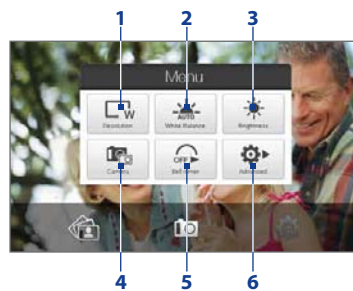 1 2 3
Menu
W AUTO
Resolution White Balance Brightness
OFF
Camera Self-timer Advanced
4 5 6